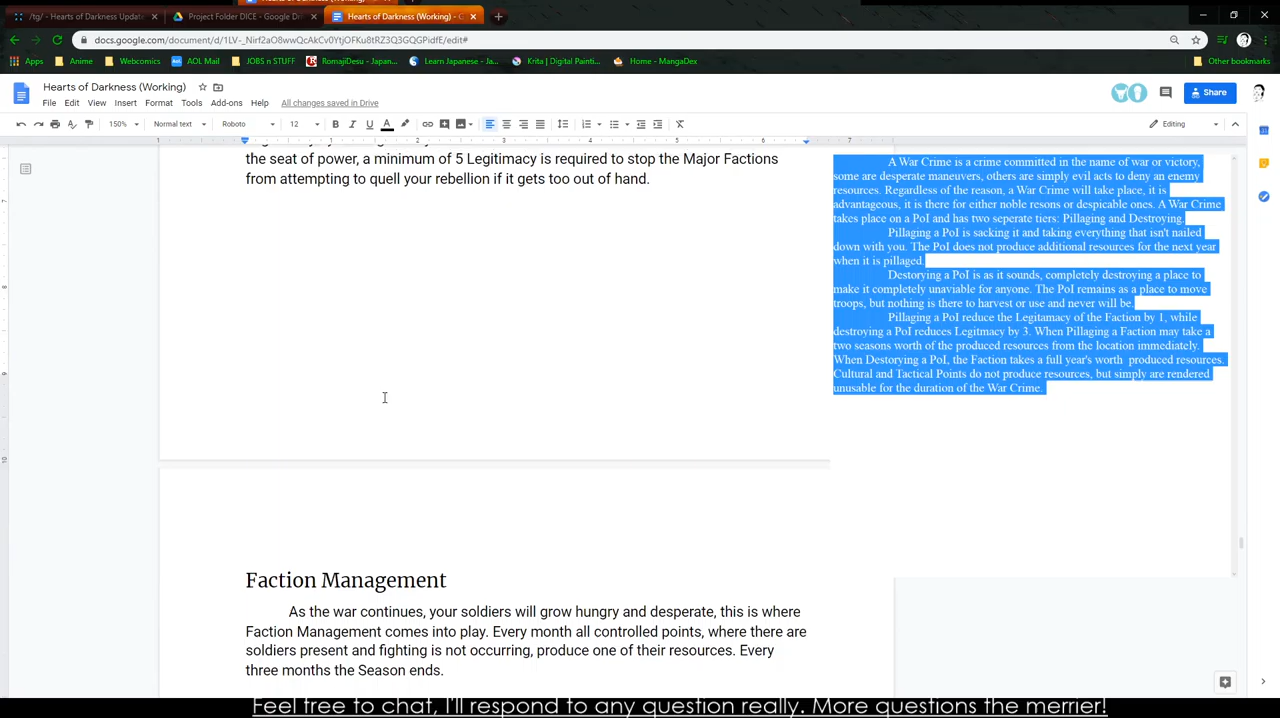 /tg/ - Hearts of Darkness Updat
Project Folder DICE - Google Dri
Hearts of Darkness (Working) - G
docs.google.com/document/d/1LV-_Nirf2aO8wwQcAkCv0YtjOFKu8tRZ3Q3GQGPidfE/edit#
Apps
Anime
Webcomics
AOL Mail
JOBS n STUFF
RomajiDesu - Japan...
Learn Japanese - Ja...
Krita | Digital Painti...
Home - MangaDex
Other bookmarks
Hearts of Darkness (Working)
File Edit View Insert Format Tools Add-ons Help All changes saved in Drive
Share
150% Normal text Roboto 12 Editing
the seat of power, a minimum of 5 Legitimacy is required to stop the Major Factions
from attempting to quell your rebellion if it gets too out of hand.
A War Crime is a crime committed in the name of war or victory,
some are desperate maneuvers, others are simply evil acts to deny an enemy
resources. Regardless of the reason, a War Crime will take place, it is
advantageous, it is there for either noble resons or despicable ones. A War Crime
takes place on a PoI and has two seperate tiers: Pillaging and Destroying.
Pillaging a PoI is sacking it and taking everything that isn't nailed
down with you. The PoI does not produce additional resources for the next year
when it is pillaged.
Destorying a PoI is as it sounds, completely destroying a place to
make it completely unaviable for anyone. The PoI remains as a place to move
troops, but nothing is there to harvest or use and never will be.
Pillaging a PoI reduce the Legitamacy of the Faction by 1, while
destroying a PoI reduces Legitmacy by 3. When Pillaging a Faction may take a
two seasons worth of the produced resources from the location immediately.
When Destorying a PoI, the Faction takes a full year's worth produced resources.
Cultural and Tactical Points do not produce resources, but simply are rendered
unusable for the duration of the War Crime.
Faction Management
As the war continues, your soldiers will grow hungry and desperate, this is where
Faction Management comes into play. Every month all controlled points, where there are
soldiers present and fighting is not occurring, produce one of their resources. Every
three months the Season ends.
Feel free to chat, I'll respond to any question really. More questions the merrier!